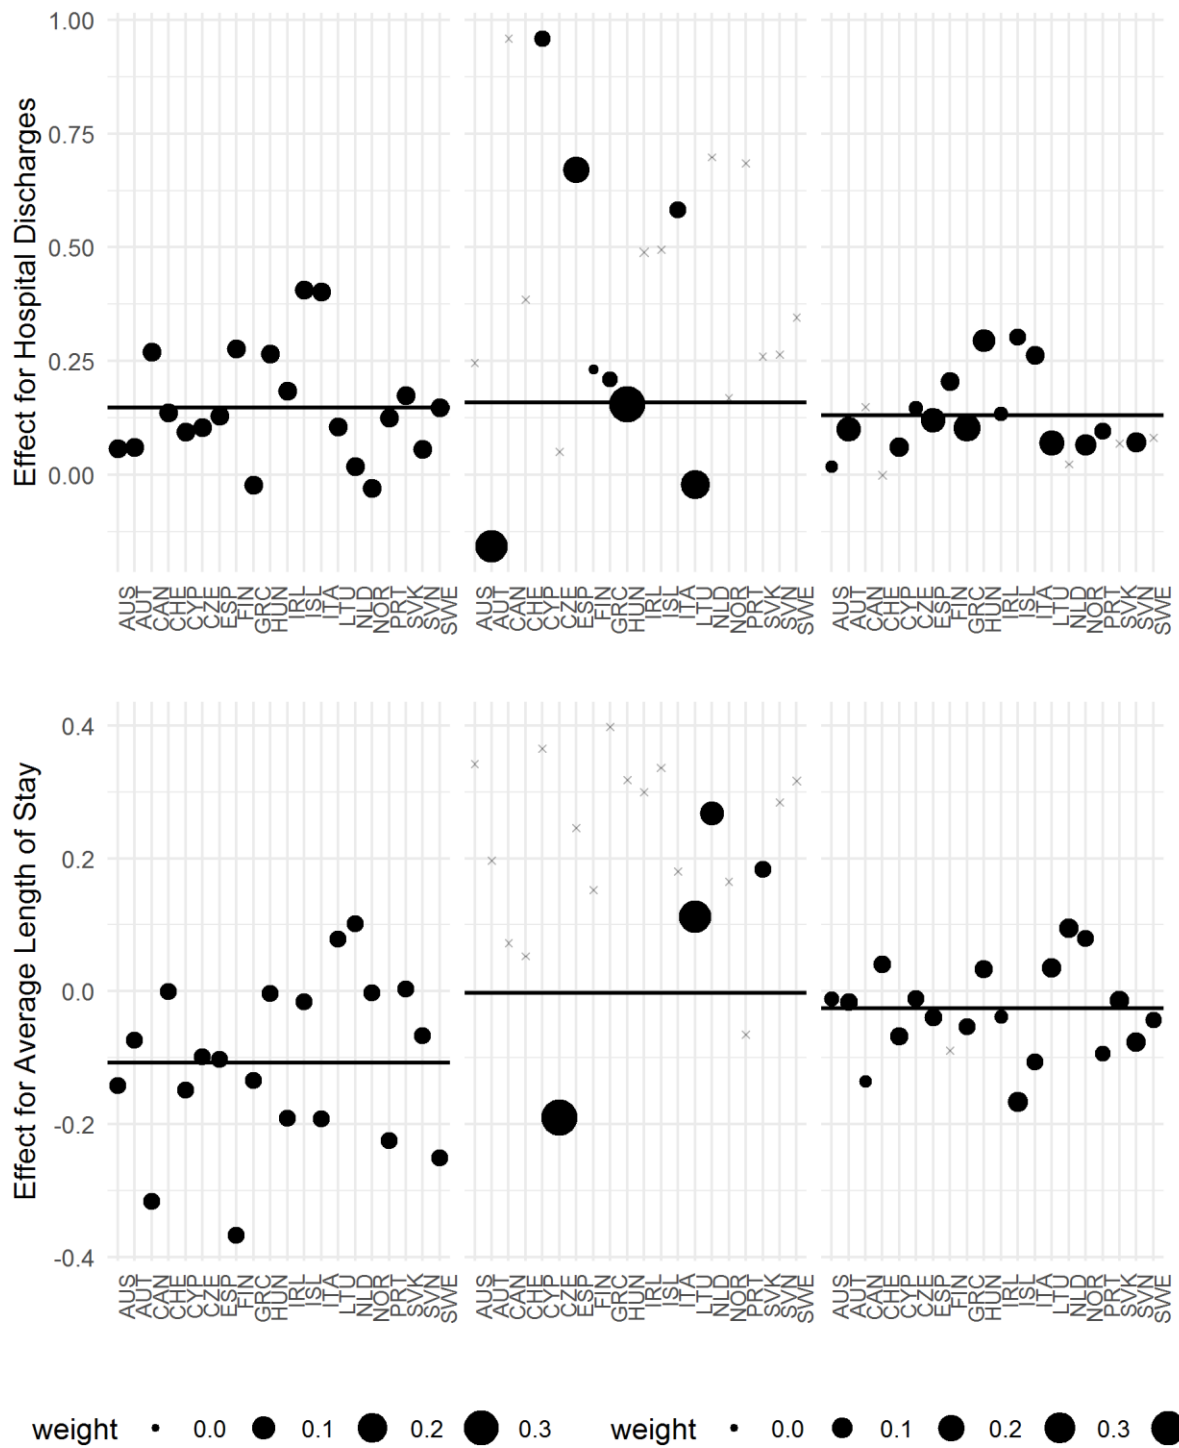 Effect for Hospital Discharges
1.00
0.75
0.50
0.25
0.00
AUS AUT CAN CHE CYP CZE ESP FIN GRC HUN IRL ISL ITA LTU NLD NOR PRT SVK SVN SWE
AUS AUT CAN CHE CYP CZE ESP FIN GRC HUN IRL ISL ITA LTU NLD NOR PRT SVK SVN SWE
AUS AUT CAN CHE CYP CZE ESP FIN GRC HUN IRL ISL ITA LTU NLD NOR PRT SVK SVN SWE
Effect for Average Length of Stay
0.4
0.2
0.0
-0.2
-0.4
AUS AUT CAN CHE CYP CZE ESP FIN GRC HUN IRL ISL ITA LTU NLD NOR PRT SVK SVN SWE
AUS AUT CAN CHE CYP CZE ESP FIN GRC HUN IRL ISL ITA LTU NLD NOR PRT SVK SVN SWE
AUS AUT CAN CHE CYP CZE ESP FIN GRC HUN IRL ISL ITA LTU NLD NOR PRT SVK SVN SWE
weight 0.0 0.1 0.2 0.3 weight 0.0 0.1 0.2 0.3